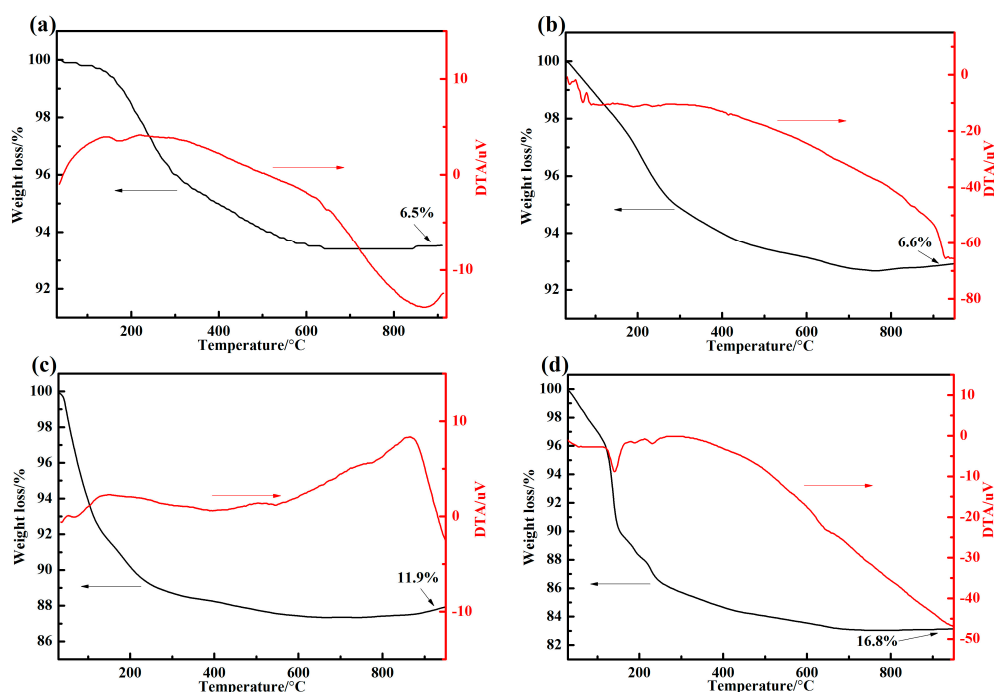 (a)
100
98
96
94
92
Weight loss/%
10
0
-10
DTA/uV
6.5%
200 400 600 800
Temperature/°C
(b)
100
98
96
94
92
Weight loss/%
0
-20
-40
-60
-80
DTA/uV
6.6%
200 400 600 800
Temperature/°C
(c)
100
98
96
94
92
90
88
86
Weight loss/%
10
0
-10
DTA/uV
11.9%
200 400 600 800
Temperature/°C
(d)
100
98
96
94
92
90
88
86
84
82
Weight loss/%
10
0
-10
-20
-30
-40
-50
DTA/uV
16.8%
200 400 600 800
Temperature/°C